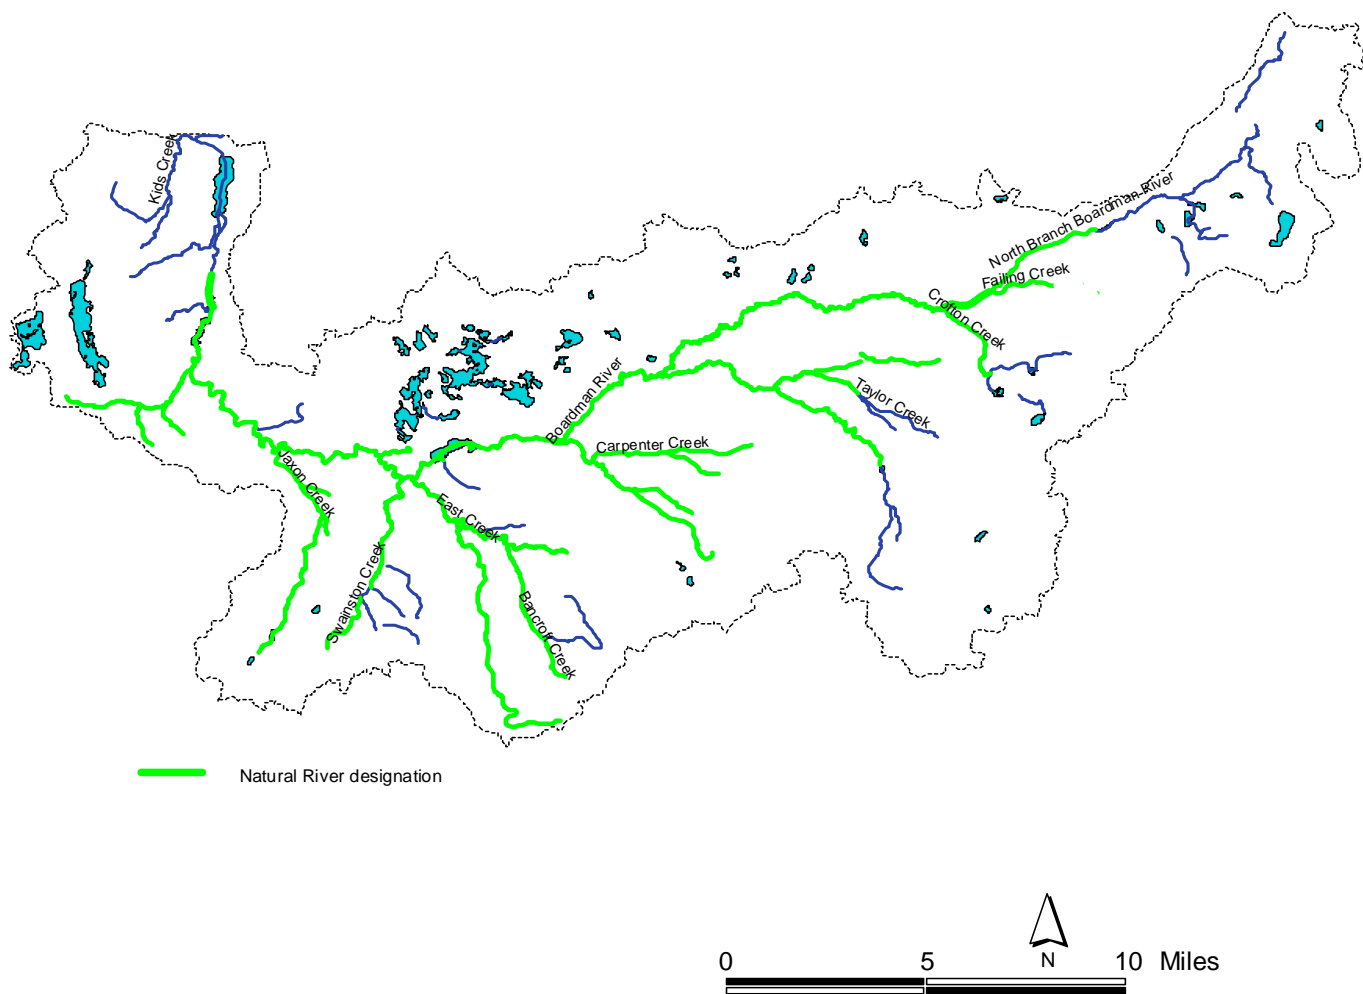 Kids Creek
North Branch Boardman River
Failing Creek
Crofton Creek
Boardman River
Taylor Creek
Carpenter Creek
Jaxon Creek
East Creek
Swainston Creek
Bancroft Creek
Natural River designation
N
0 5 10 Miles